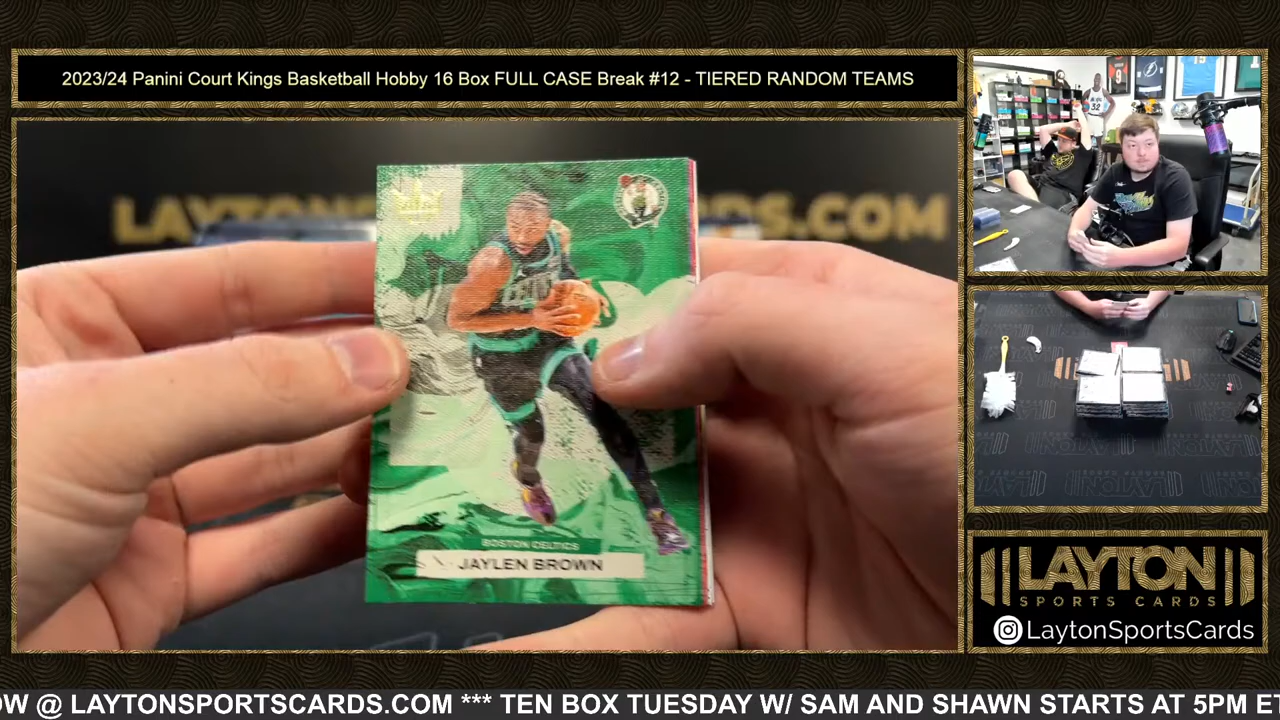 2023/24 Panini Court Kings Basketball Hobby 16 Box FULL CASE Break #12 - TIERED RANDOM TEAMS
BOSTON CELTICS
JAYLEN BROWN
LAYTON
SPORTS CARDS
LaytonSportsCards
OW @ LAYTONSPORTSCARDS.COM *** TEN BOX TUESDAY W/ SAM AND SHAWN STARTS AT 5PM E